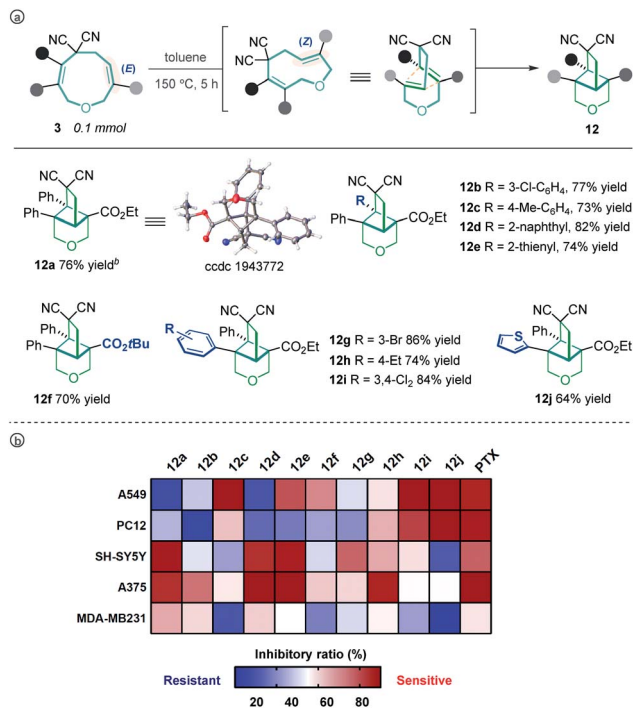 a
NC CN
(E)
O
3 0.1 mmol
toluene
150 °C, 5 h
CN
NC
(Z)
O
≡
NC CN
O
NC CN
O
12
NC CN
Ph
Ph
CO₂Et
O
12a 76% yieldᵇ
≡
ccdc 1943772
NC CN
R
Ph
CO₂Et
O
12b R = 3-Cl-C₆H₄, 77% yield
12c R = 4-Me-C₆H₄, 73% yield
12d R = 2-naphthyl, 82% yield
12e R = 2-thienyl, 74% yield
NC CN
Ph
Ph
CO₂tBu
O
12f 70% yield
NC CN
R
Ph
CO₂Et
O
12g R = 3-Br 86% yield
12h R = 4-Et 74% yield
12i R = 3,4-Cl₂ 84% yield
NC CN
S
Ph
CO₂Et
O
12j 64% yield
b
12a 12b 12c 12d 12e 12f 12g 12h 12i 12j PTX
A549
PC12
SH-SY5Y
A375
MDA-MB231
Inhibitory ratio (%)
Resistant Sensitive
20 40 60 80